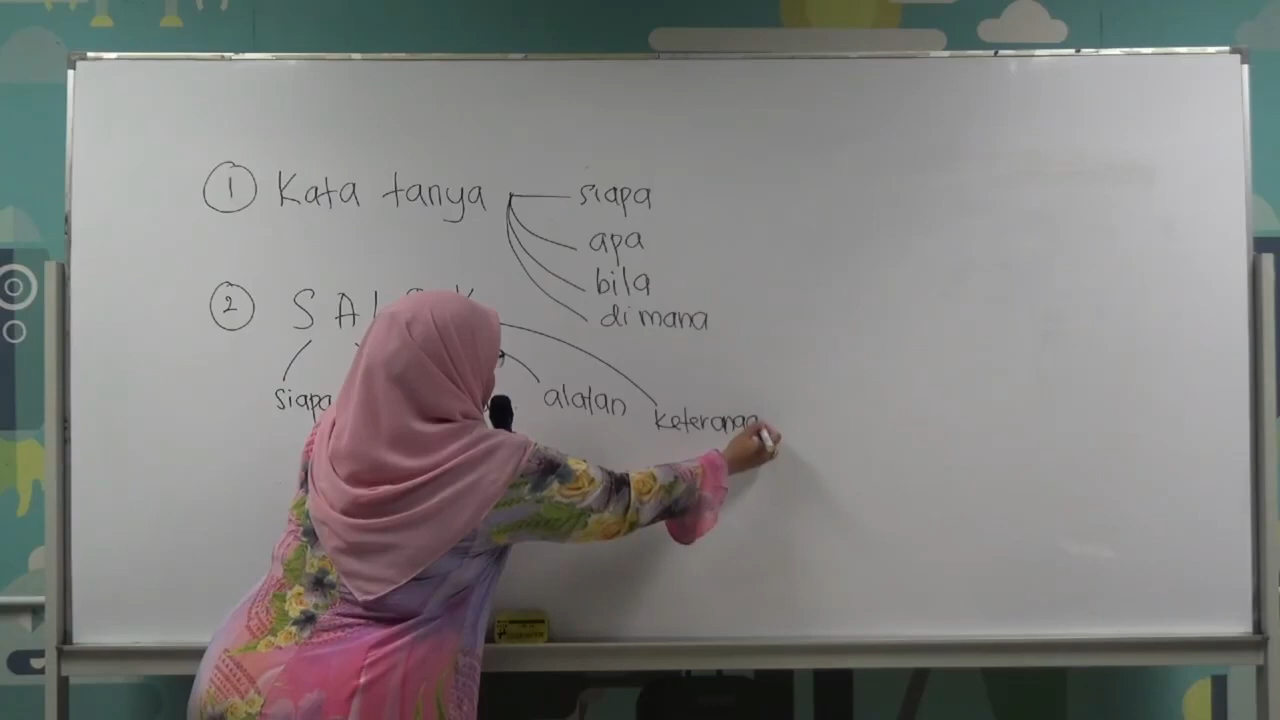 1 Kata tanya siapa
apa
bila
2 S A
di mana
siapa alatan
keterangan